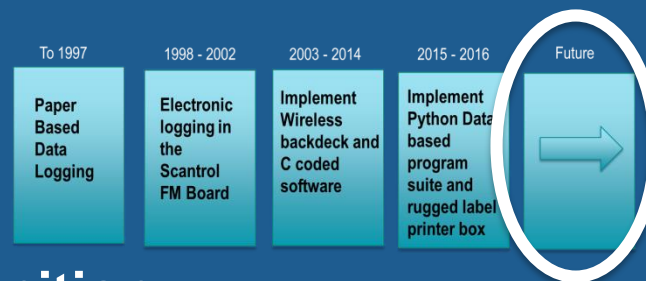 To 1997
Paper
Based
Data
Logging
1998 - 2002
Electronic
logging in
the
Scantrol
FM Board
2003 - 2014
Implement
Wireless
backdeck and
C coded
software
2015 - 2016
Implement
Python Data
based
program
suite and
rugged label
printer box
Future